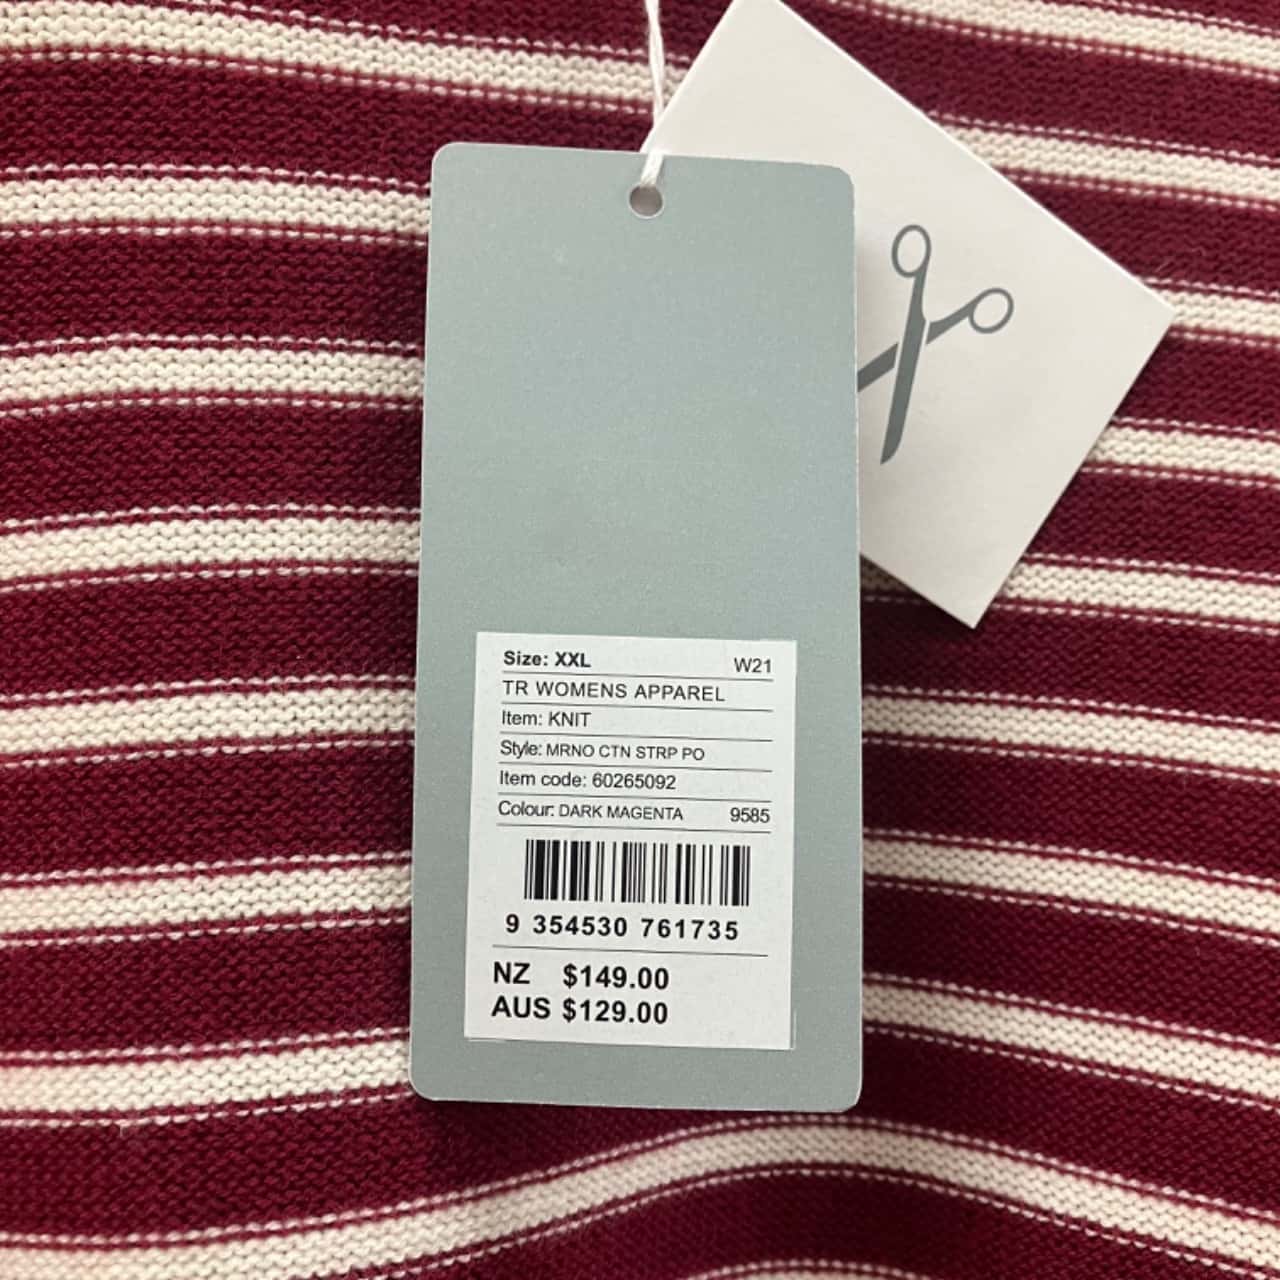 Size: XXL W21
TR WOMENS APPAREL
Item: KNIT
Style: MRNO CTN STRP PO
Item code: 60265092
Colour: DARK MAGENTA 9585
9 354530 761735
NZ $149.00
AUS $129.00